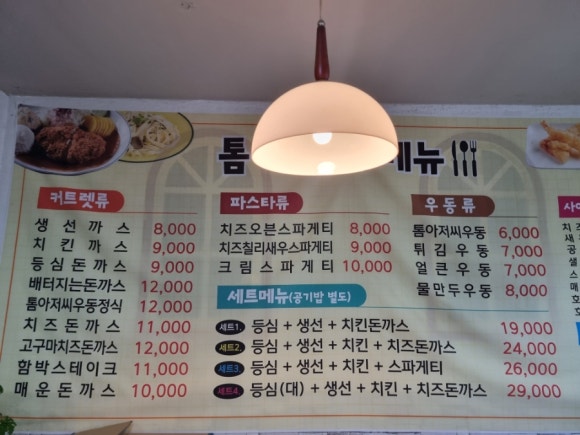 톰 메뉴
커트렛류
생선까스 8,000
치킨까스 9,000
등심돈까스 9,000
배터지는돈까스 12,000
톰아저씨우동정식 12,000
치즈돈까스 11,000
고구마치즈돈까스 12,000
함박스테이크 11,000
매운돈까스 10,000
파스타류
치즈오븐스파게티 8,000
치즈칠리새우스파게티 9,000
크림스파게티 10,000
우동류
톰아저씨우동 6,000
튀김우동 7,000
얼큰우동 7,000
물만두우동 8,000
세트메뉴(공기밥 별도)
세트1. 등심 + 생선 + 치킨돈까스 19,000
세트2. 등심 + 생선 + 치킨 + 치즈돈까스 24,000
세트3. 등심 + 생선 + 치킨 + 스파게티 26,000
세트4. 등심(대) + 생선 + 치킨 + 치즈돈까스 29,000